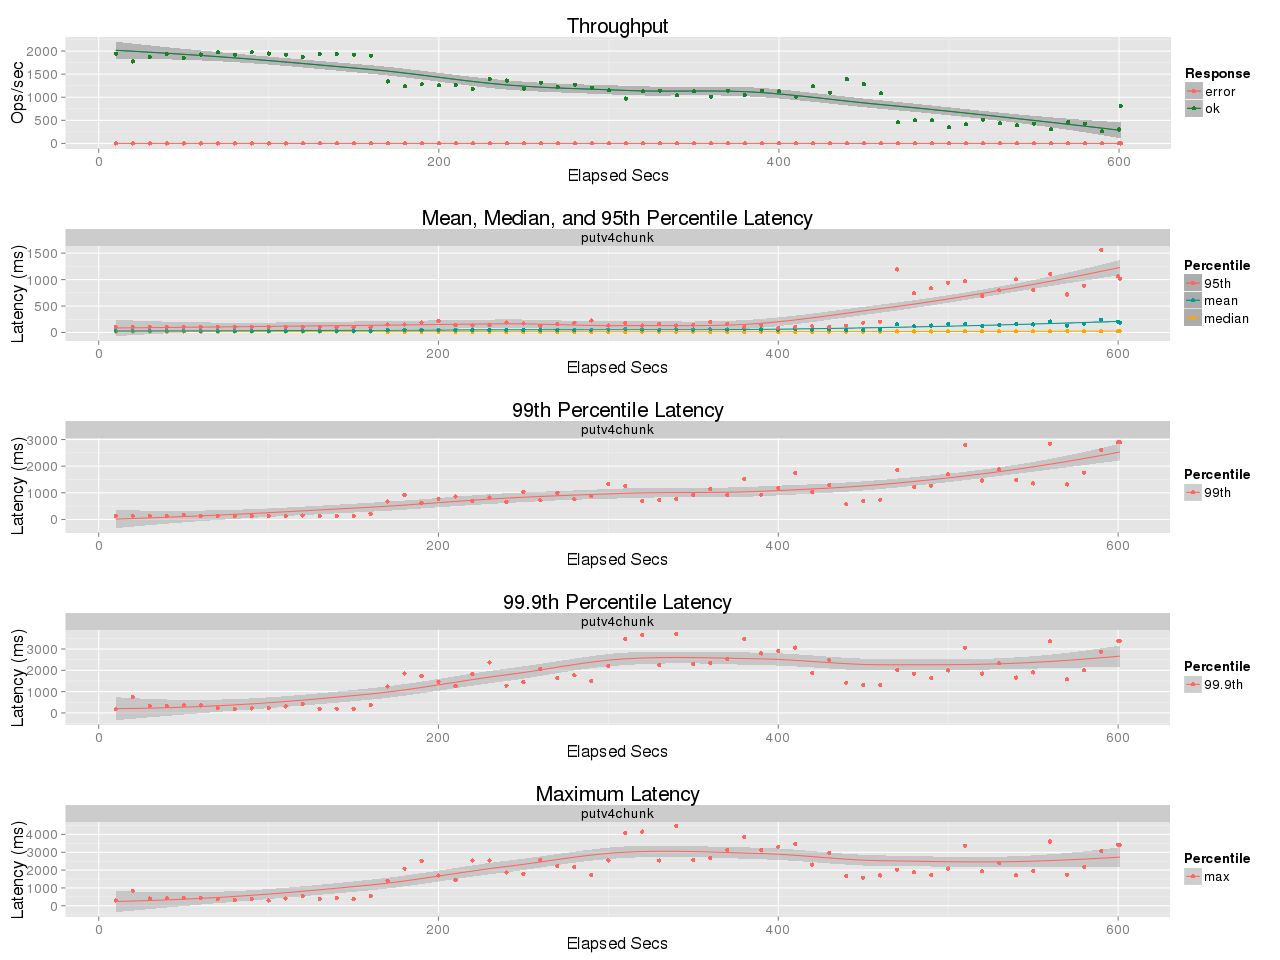 Throughput
Ops/sec
2000
1500
1000
500
0
0 200 400 600
Elapsed Secs
Response
error
ok
Mean, Median, and 95th Percentile Latency
putv4chunk
Latency (ms)
1500
1000
500
0
0 200 400 600
Elapsed Secs
Percentile
95th
mean
median
99th Percentile Latency
putv4chunk
Latency (ms)
3000
2000
1000
0
0 200 400 600
Elapsed Secs
Percentile
99th
99.9th Percentile Latency
putv4chunk
Latency (ms)
3000
2000
1000
0
0 200 400 600
Elapsed Secs
Percentile
99.9th
Maximum Latency
putv4chunk
Latency (ms)
4000
3000
2000
1000
0
0 200 400 600
Elapsed Secs
Percentile
max